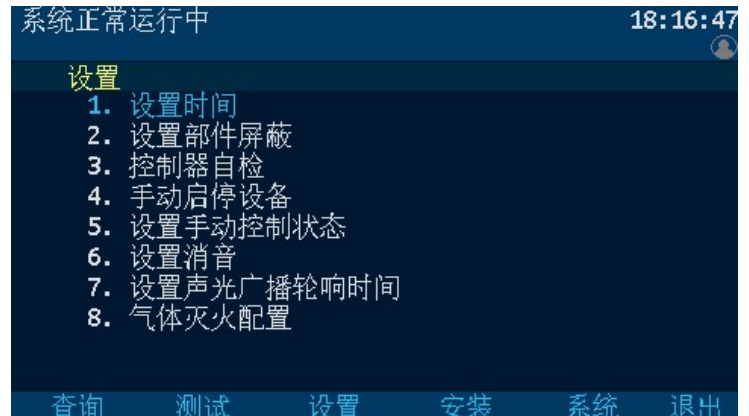 系统正常运行中 18:16:47
设置
1. 设置时间
2. 设置部件屏蔽
3. 控制器自检
4. 手动启停设备
5. 设置手动控制状态
6. 设置消音
7. 设置声光广播轮响时间
8. 气体灭火配置
查询 测试 设置 安装 系统 退出